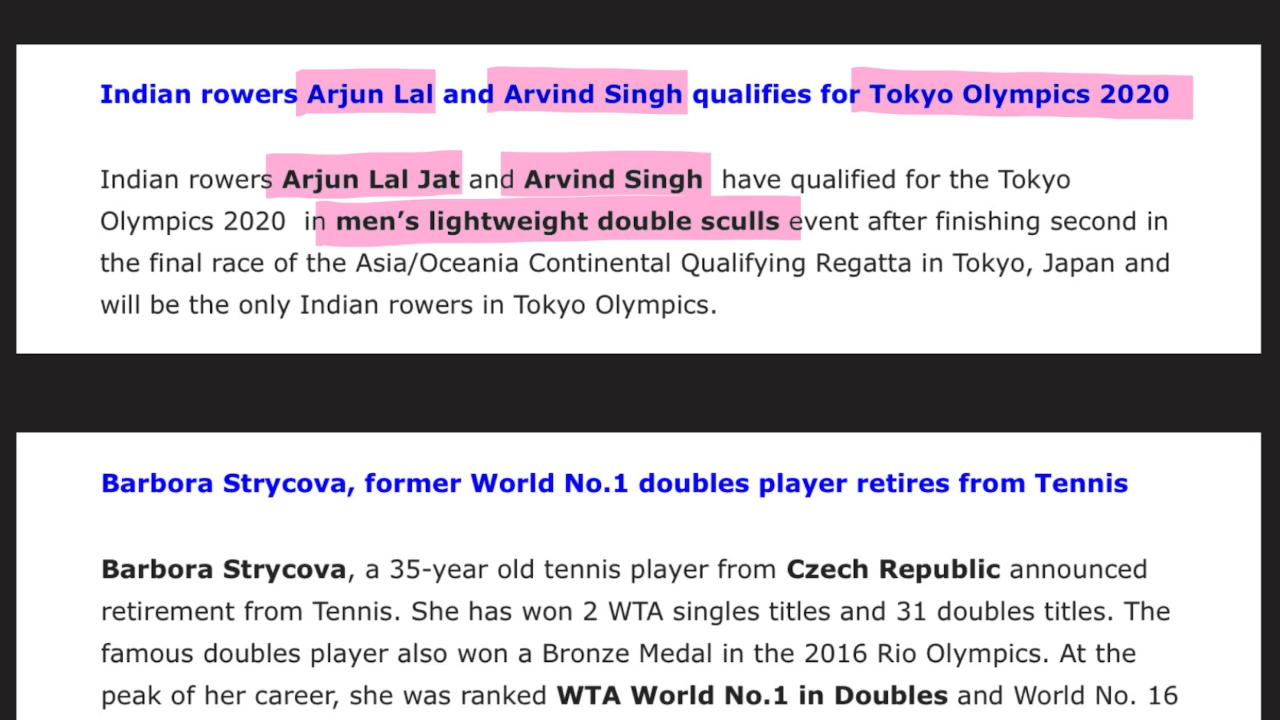 Indian rowers Arjun Lal and Arvind Singh qualifies for Tokyo Olympics 2020
Indian rowers Arjun Lal Jat and Arvind Singh have qualified for the Tokyo
Olympics 2020 in men’s lightweight double sculls event after finishing second in
the final race of the Asia/Oceania Continental Qualifying Regatta in Tokyo, Japan and
will be the only Indian rowers in Tokyo Olympics.
Barbora Strycova, former World No.1 doubles player retires from Tennis
Barbora Strycova, a 35-year old tennis player from Czech Republic announced
retirement from Tennis. She has won 2 WTA singles titles and 31 doubles titles. The
famous doubles player also won a Bronze Medal in the 2016 Rio Olympics. At the
peak of her career, she was ranked WTA World No.1 in Doubles and World No. 16